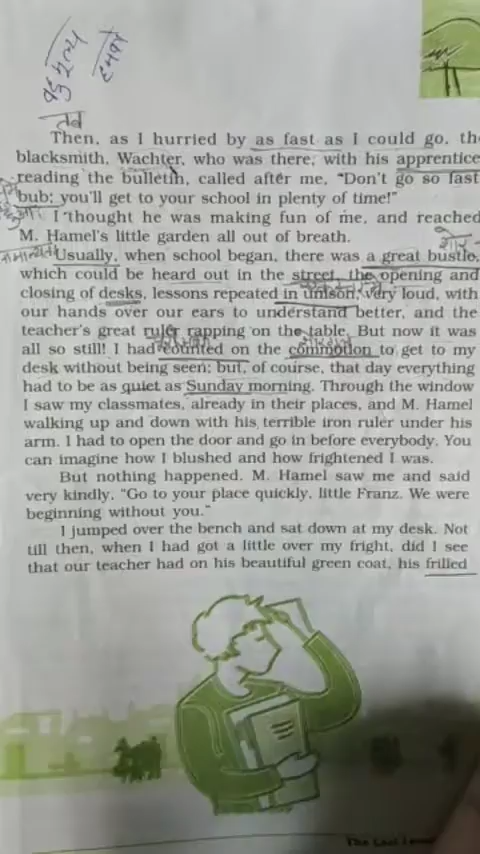 तब
Then, as I hurried by as fast as I could go, the
blacksmith, Wachter, who was there, with his apprentice
reading the bulletin, called after me, “Don't go so fast
bub; you'll get to your school in plenty of time!”
I thought he was making fun of me, and reached
M. Hamel's little garden all out of breath.
शोर
Usually, when school began, there was a great bustle,
which could be heard out in the street, the opening and
closing of desks, lessons repeated in unison, very loud, with
our hands over our ears to understand better, and the
teacher's great ruler rapping on the table. But now it was
all so still! I had counted on the commotion to get to my
desk without being seen; but, of course, that day everything
had to be as quiet as Sunday morning. Through the window
I saw my classmates, already in their places, and M. Hamel
walking up and down with his terrible iron ruler under his
arm. I had to open the door and go in before everybody. You
can imagine how I blushed and how frightened I was.
But nothing happened. M. Hamel saw me and said
very kindly, “Go to your place quickly, little Franz. We were
beginning without you.”
I jumped over the bench and sat down at my desk. Not
till then, when I had got a little over my fright, did I see
that our teacher had on his beautiful green coat, his frilled